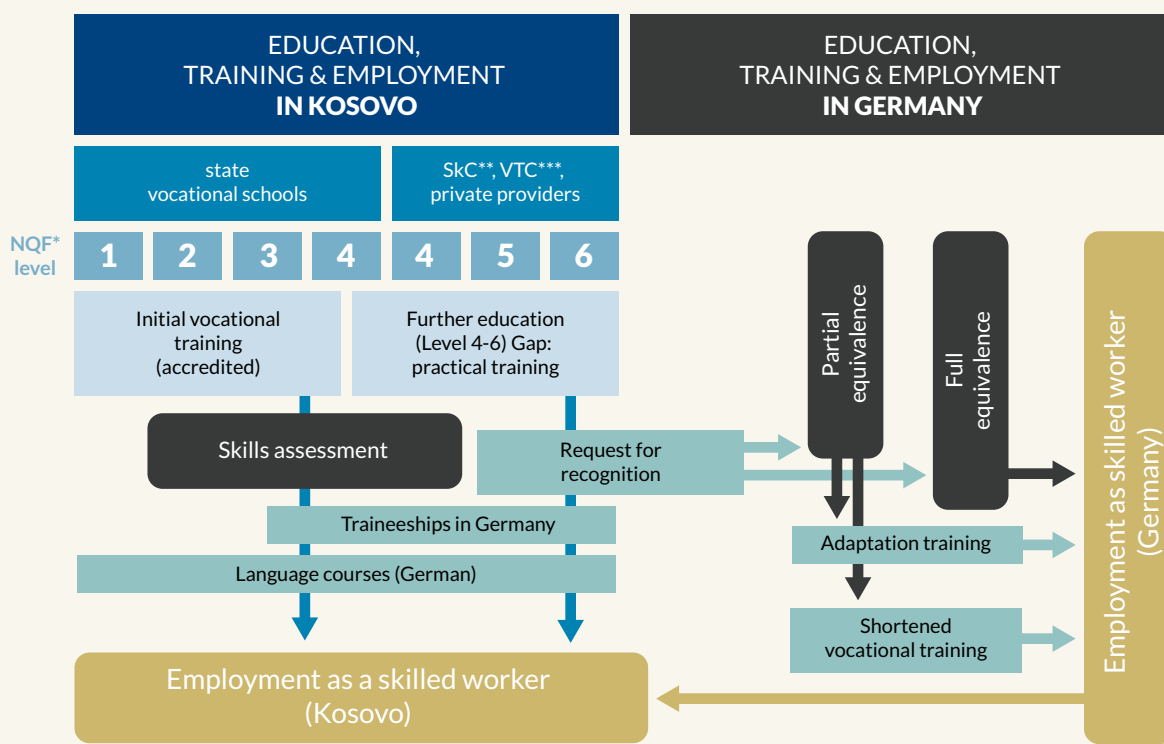 EDUCATION,
TRAINING & EMPLOYMENT
IN KOSOVO
EDUCATION,
TRAINING & EMPLOYMENT
IN GERMANY
state
vocational schools
SkC**, VTC***,
private providers
NQF*
level
1
2
3
4
4
5
6
Initial vocational
training
(accredited)
Further education
(Level 4-6) Gap:
practical training
Partial
equivalence
Full
equivalence
Employment as skilled worker
(Germany)
Skills assessment
Request for
recognition
Traineeships in Germany
Adaptation training
Language courses (German)
Shortened
vocational training
Employment as a skilled worker
(Kosovo)